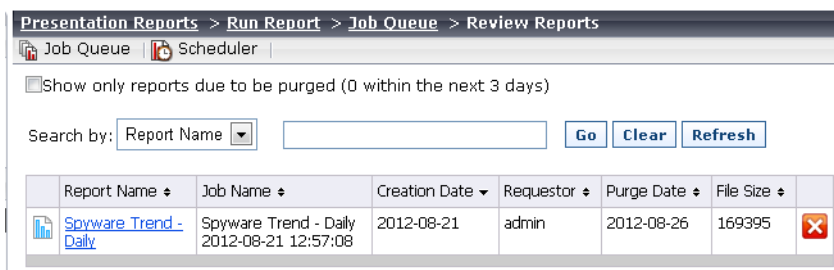 Presentation Reports > Run Report > Job Queue > Review Reports
Job Queue | Scheduler |
Show only reports due to be purged (0 within the next 3 days)
Search by: Report Name Go Clear Refresh
Report Name Job Name Creation Date Requestor Purge Date File Size
Spyware Trend - Daily 2012-08-21 admin 2012-08-26 169395
Spyware Trend - Daily
2012-08-21 12:57:08